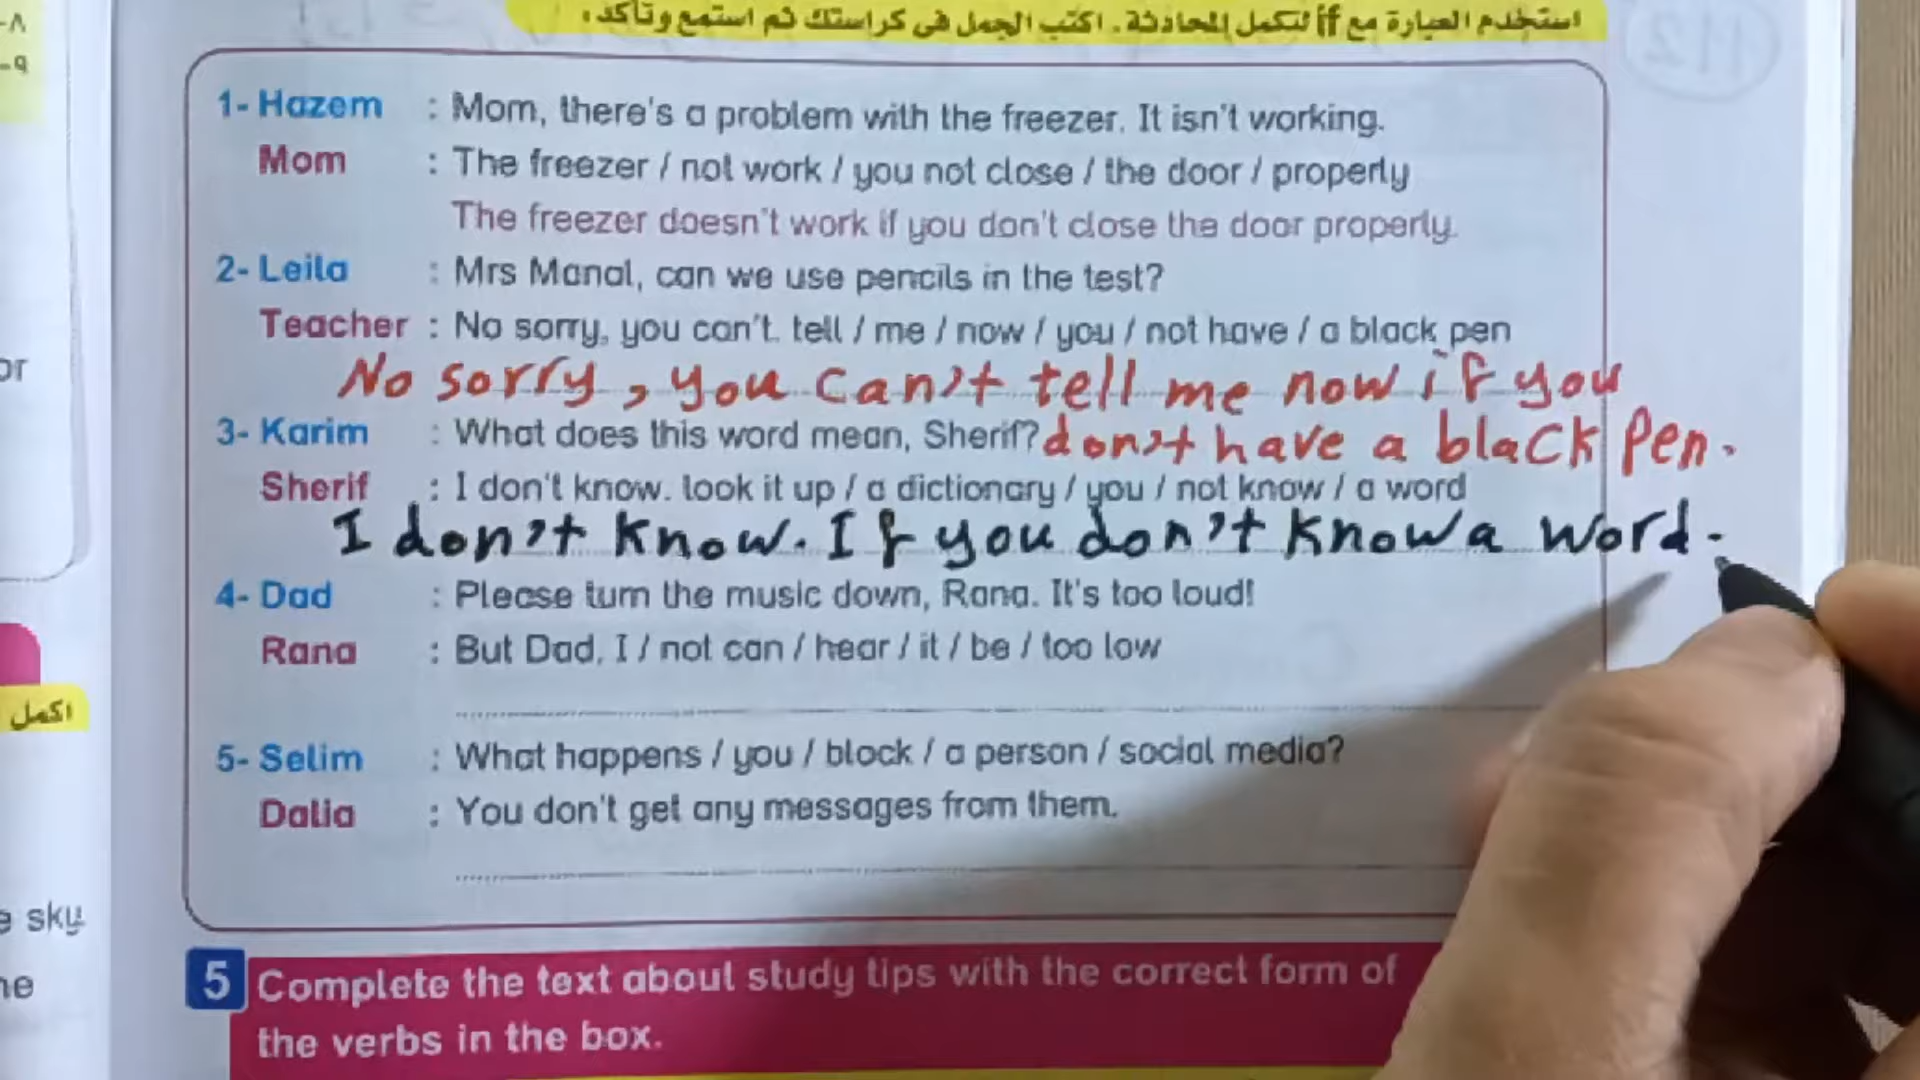 استخدم العبارة مع if لتكمل المحادثة. اكتب الجمل فى كراستك ثم استمع وتأكد:
112
٨-
٩-
1- Hazem : Mom, there's a problem with the freezer. It isn't working.
Mom : The freezer / not work / you not close / the door / properly
The freezer doesn't work if you don't close the door properly.
2- Leila : Mrs Manal, can we use pencils in the test?
Teacher : No sorry, you can't. tell / me / now / you / not have / a black pen
No sorry, you can't tell me now if you
3- Karim : What does this word mean, Sherif? don't have a black pen.
Sherif : I don't know. look it up / a dictionary / you / not know / a word
I don't know. If you don't know a word.
4- Dad : Please turn the music down, Rana. It's too loud!
Rana : But Dad, I / not can / hear / it / be / too low
5- Selim : What happens / you / block / a person / social media?
Dalia : You don't get any messages from them.
or
اكمل
e sky
he
5 Complete the text about study tips with the correct form of
the verbs in the box.